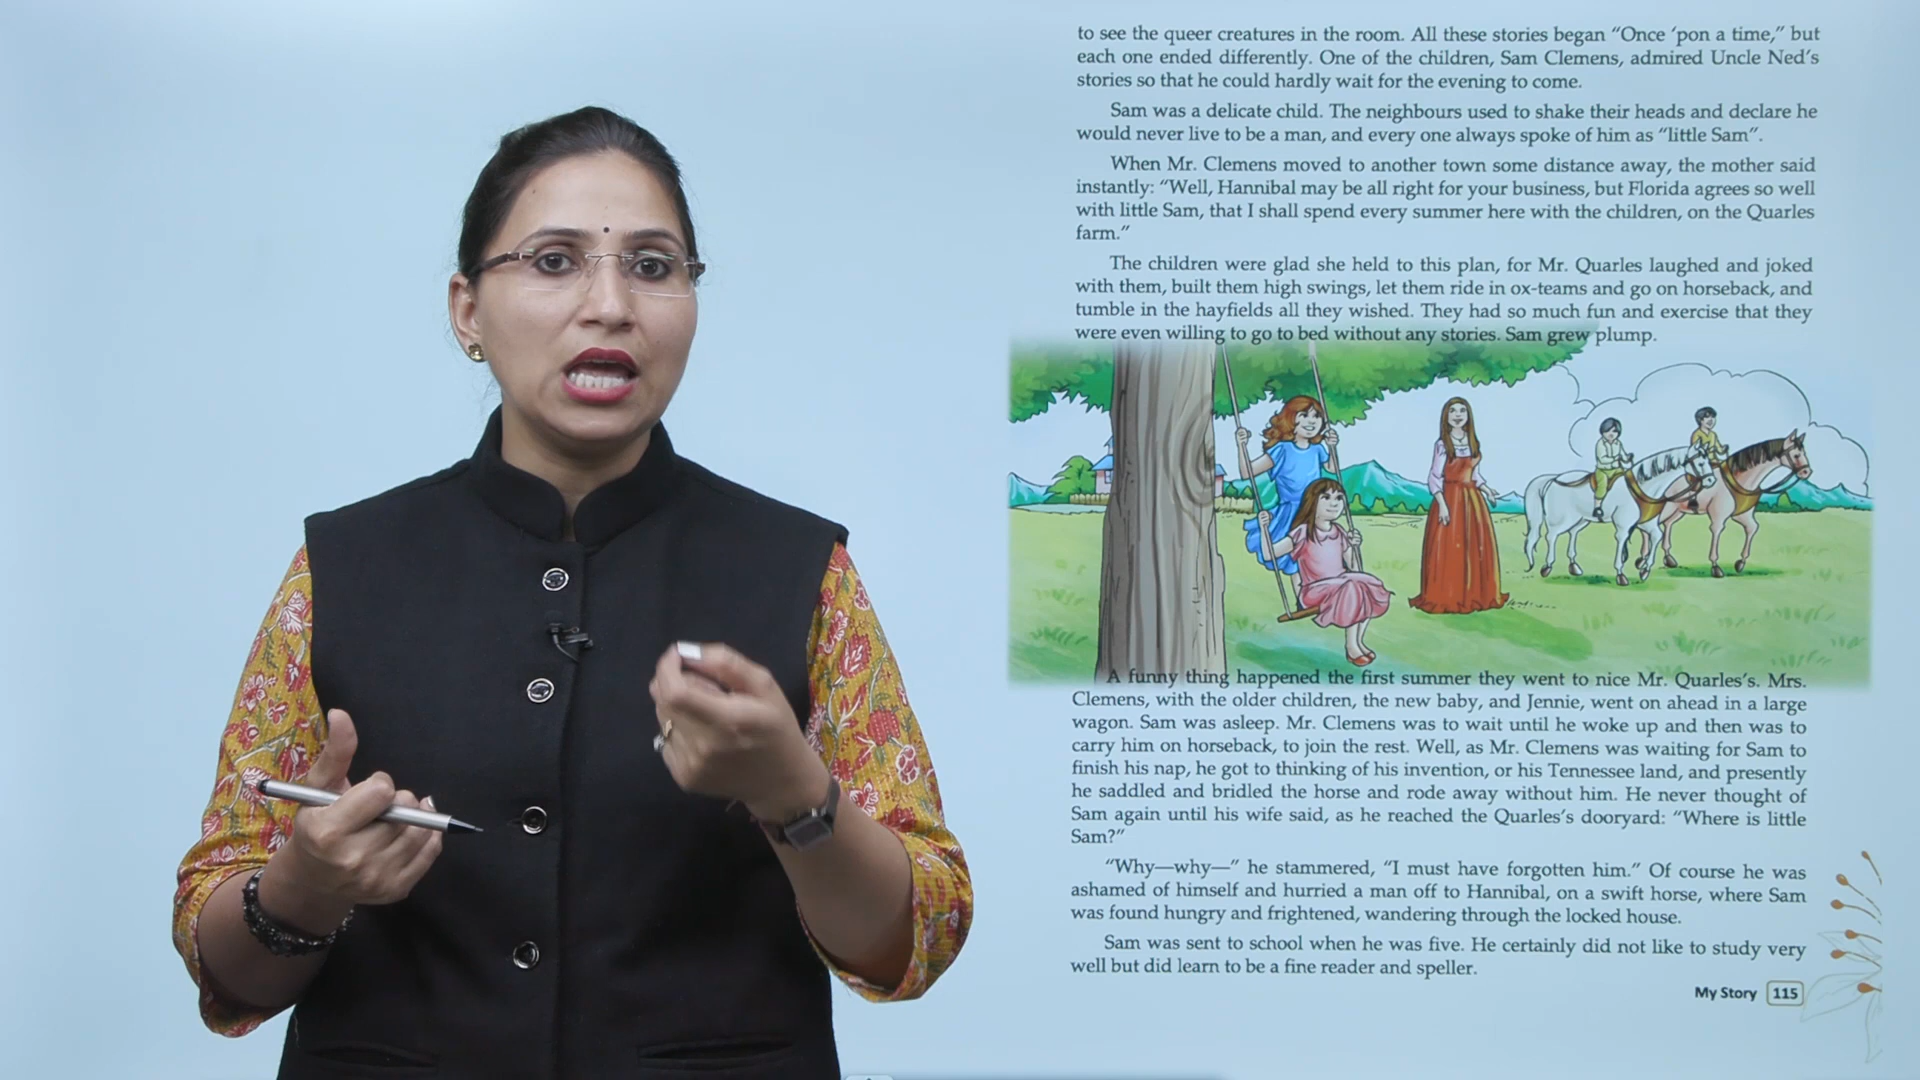 to see the queer creatures in the room. All these stories began “Once ’pon a time,” but
each one ended differently. One of the children, Sam Clemens, admired Uncle Ned’s
stories so that he could hardly wait for the evening to come.
Sam was a delicate child. The neighbours used to shake their heads and declare he
would never live to be a man, and every one always spoke of him as “little Sam”.
When Mr. Clemens moved to another town some distance away, the mother said
instantly: “Well, Hannibal may be all right for your business, but Florida agrees so well
with little Sam, that I shall spend every summer here with the children, on the Quarles
farm.”
The children were glad she held to this plan, for Mr. Quarles laughed and joked
with them, built them high swings, let them ride in ox-teams and go on horseback, and
tumble in the hayfields all they wished. They had so much fun and exercise that they
were even willing to go to bed without any stories. Sam grew plump.
A funny thing happened the first summer they went to nice Mr. Quarles’s. Mrs.
Clemens, with the older children, the new baby, and Jennie, went on ahead in a large
wagon. Sam was asleep. Mr. Clemens was to wait until he woke up and then was to
carry him on horseback, to join the rest. Well, as Mr. Clemens was waiting for Sam to
finish his nap, he got to thinking of his invention, or his Tennessee land, and presently
he saddled and bridled the horse and rode away without him. He never thought of
Sam again until his wife said, as he reached the Quarles’s dooryard: “Where is little
Sam?”
“Why—why—” he stammered, “I must have forgotten him.” Of course he was
ashamed of himself and hurried a man off to Hannibal, on a swift horse, where Sam
was found hungry and frightened, wandering through the locked house.
Sam was sent to school when he was five. He certainly did not like to study very
well but did learn to be a fine reader and speller.
My Story 115